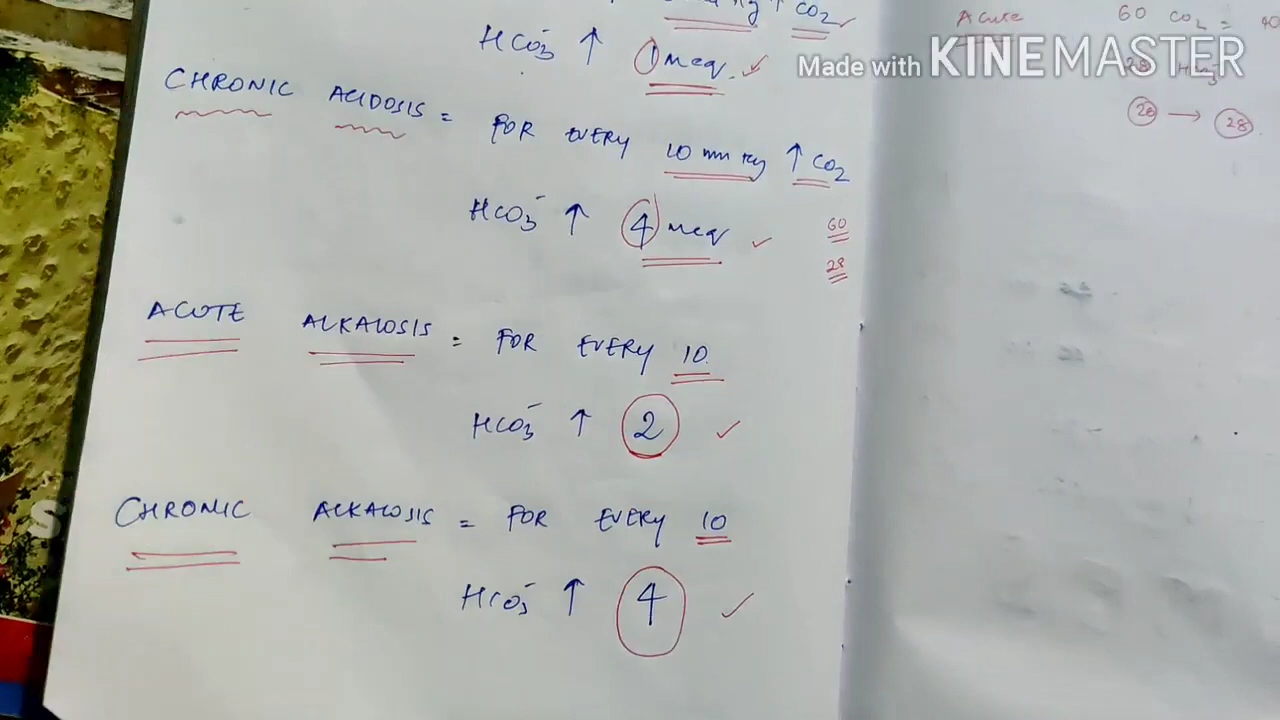 ↑ CO2
HCO3⁻ ↑ 1 meq.
CHRONIC ACIDOSIS = FOR EVERY 10 mm Hg ↑ CO2
HCO3⁻ ↑ 4 meq
60
28
ACUTE ALKALOSIS = FOR EVERY 10
HCO3⁻ ↑ 2
CHRONIC ALKALOSIS = FOR EVERY 10
HCO3⁻ ↑ 4
Acute 60 CO2 = 40
28 → 28
Made with KINEMASTER
S